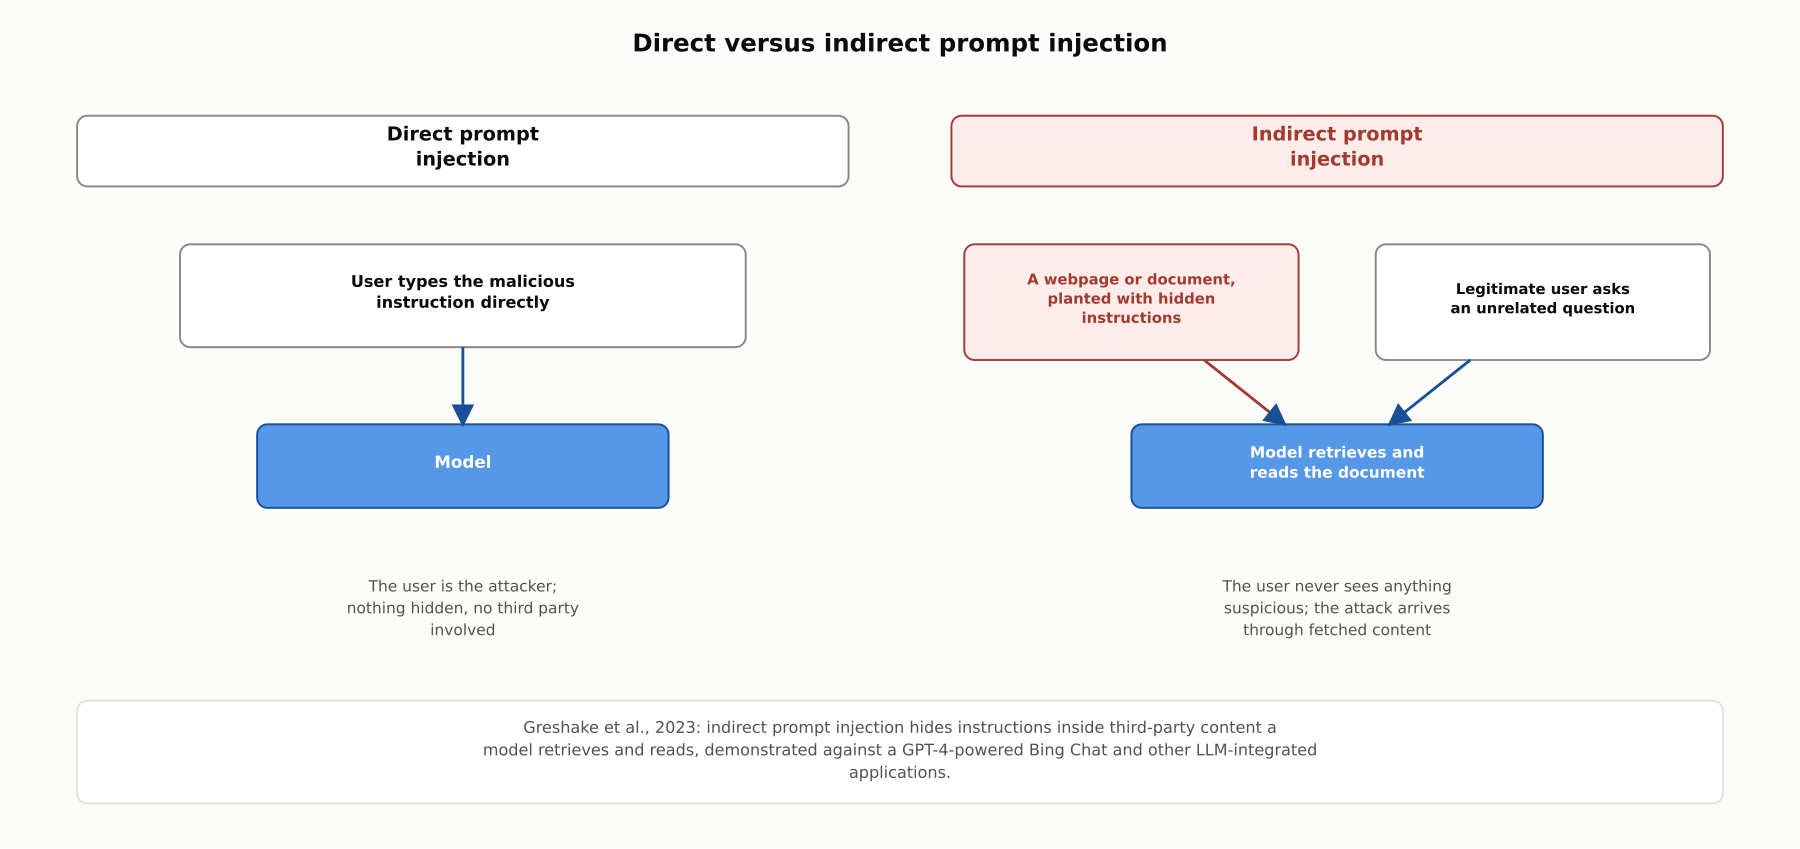 Direct versus indirect prompt injection
Direct prompt
injection
User types the malicious
instruction directly
Model
The user is the attacker;
nothing hidden, no third party
involved
Indirect prompt
injection
A webpage or document,
planted with hidden
instructions
Legitimate user asks
an unrelated question
Model retrieves and
reads the document
The user never sees anything
suspicious; the attack arrives
through fetched content
Greshake et al., 2023: indirect prompt injection hides instructions inside third-party content a
model retrieves and reads, demonstrated against a GPT-4-powered Bing Chat and other LLM-integrated
applications.